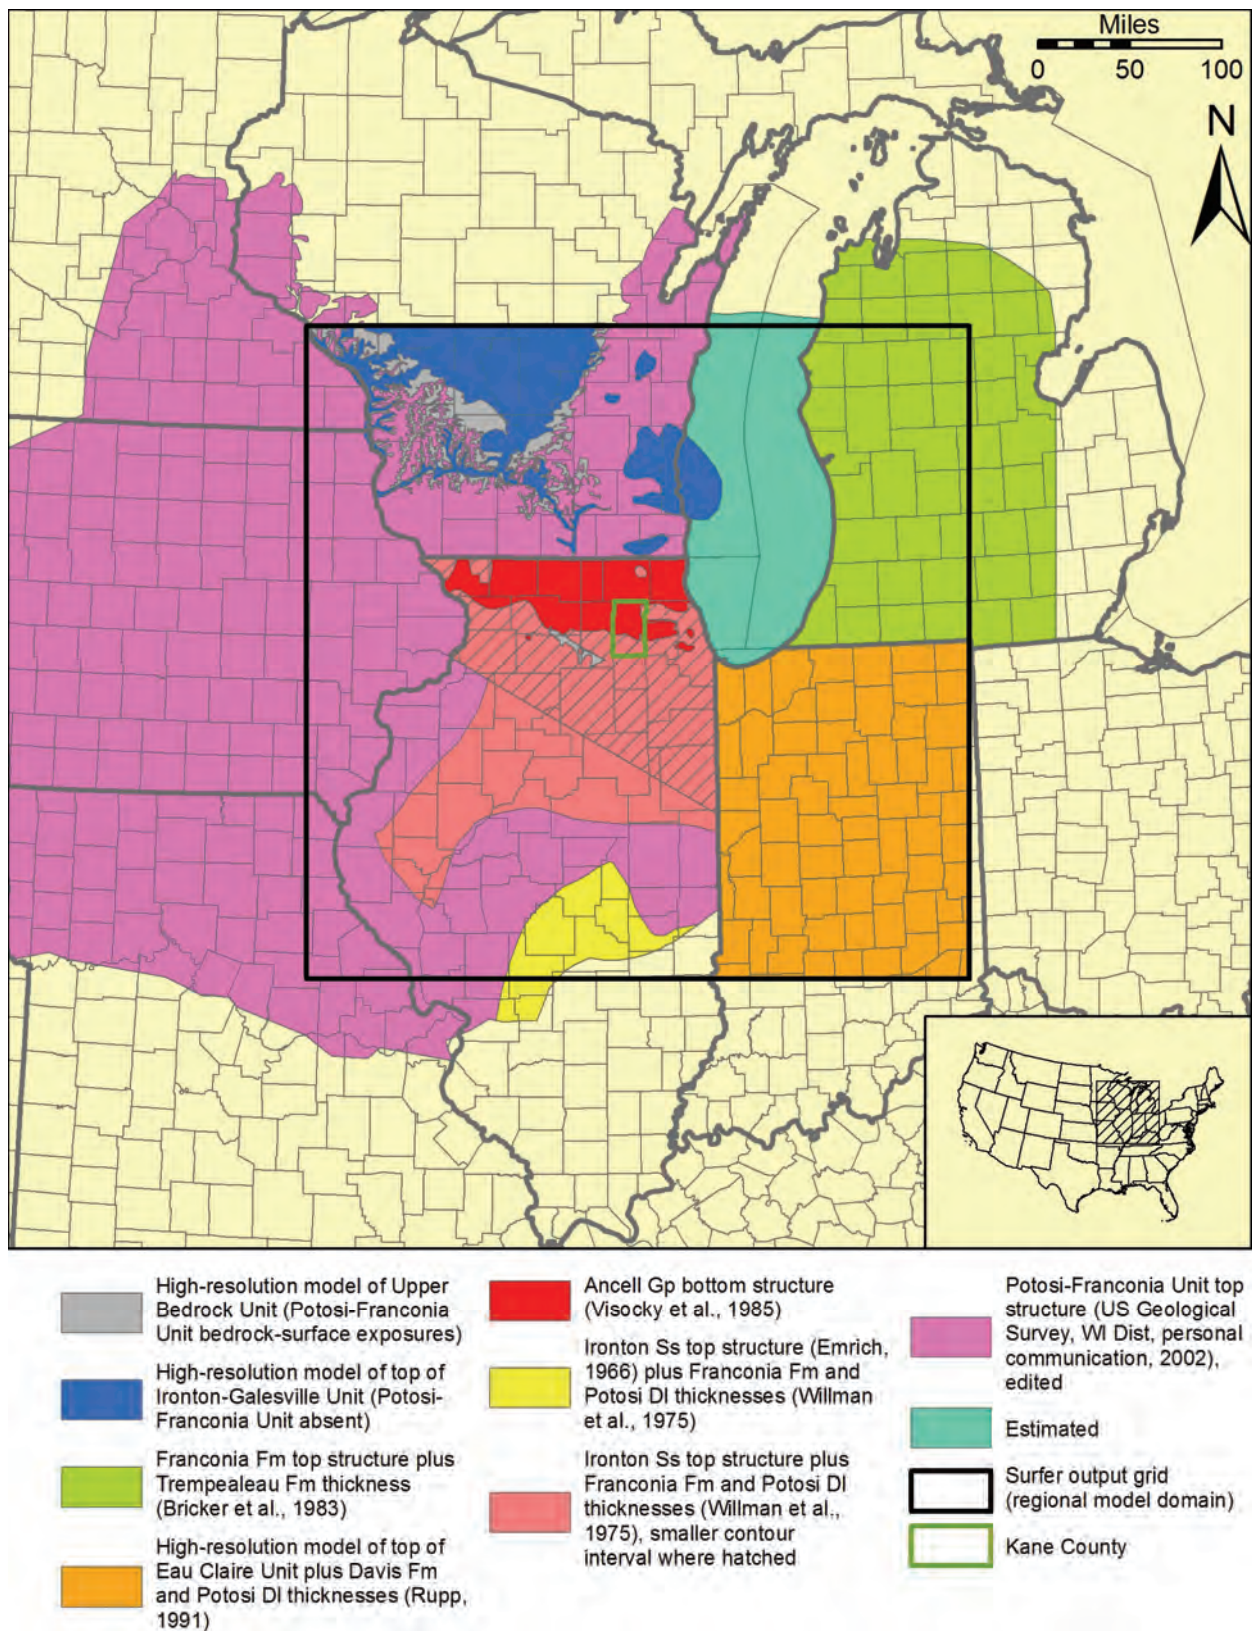 Miles
0 50 100
N
High-resolution model of Upper
Bedrock Unit (Potosi-Franconia
Unit bedrock-surface exposures)
High-resolution model of top of
Ironton-Galesville Unit (Potosi-
Franconia Unit absent)
Franconia Fm top structure plus
Trempealeau Fm thickness
(Bricker et al., 1983)
High-resolution model of top of
Eau Claire Unit plus Davis Fm
and Potosi Dl thicknesses (Rupp,
1991)
Ancell Gp bottom structure
(Visocky et al., 1985)
Ironton Ss top structure (Emrich,
1966) plus Franconia Fm and
Potosi Dl thicknesses (Willman
et al., 1975)
Ironton Ss top structure plus
Franconia Fm and Potosi Dl
thicknesses (Willman et al.,
1975), smaller contour
interval where hatched
Potosi-Franconia Unit top
structure (US Geological
Survey, WI Dist, personal
communication, 2002),
edited
Estimated
Surfer output grid
(regional model domain)
Kane County